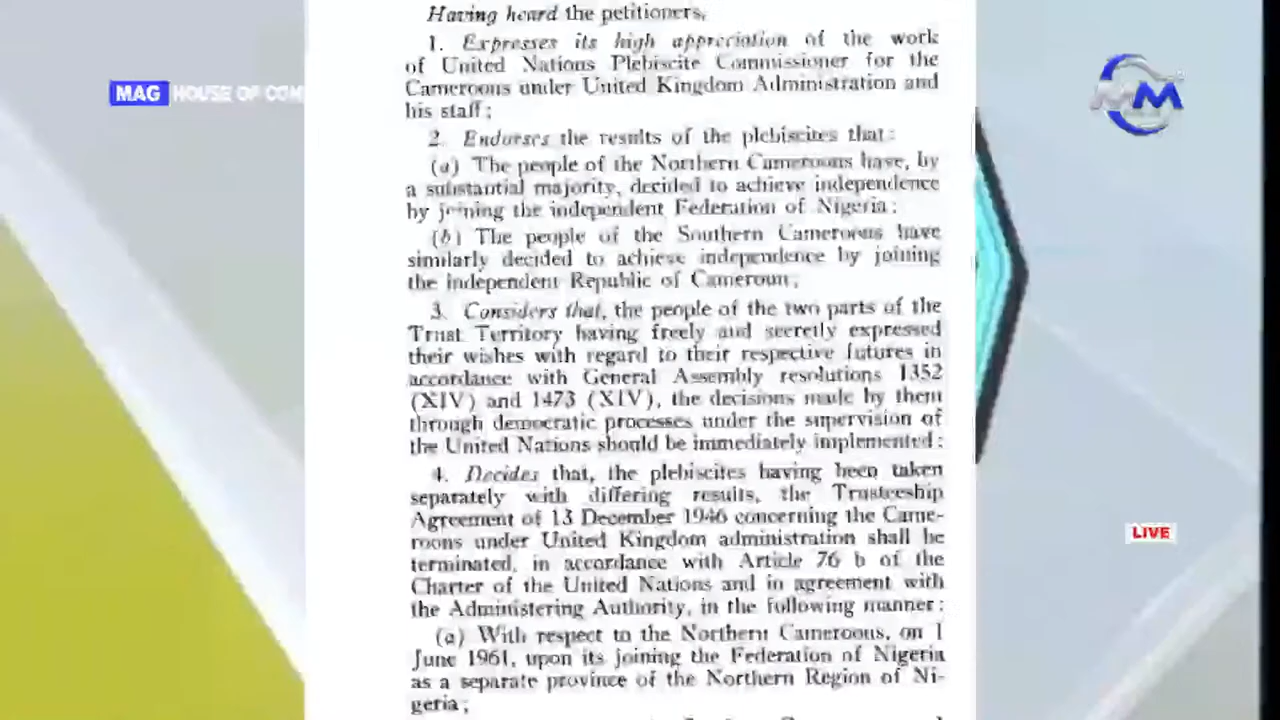 Having heard the petitioners,
1. Expresses its high appreciation of the work
of United Nations Plebiscite Commissioner for the
Cameroons under United Kingdom Administration and
his staff;
2. Endorses the results of the plebiscites that:
(a) The people of the Northern Cameroons have, by
a substantial majority, decided to achieve independence
by joining the independent Federation of Nigeria;
(b) The people of the Southern Cameroons have
similarly decided to achieve independence by joining
the independent Republic of Cameroun;
3. Considers that, the people of the two parts of the
Trust Territory having freely and secretly expressed
their wishes with regard to their respective futures in
accordance with General Assembly resolutions 1352
(XIV) and 1473 (XIV), the decisions made by them
through democratic processes under the supervision of
the United Nations should be immediately implemented;
4. Decides that, the plebiscites having been taken
separately with differing results, the Trusteeship
Agreement of 13 December 1946 concerning the Came-
roons under United Kingdom administration shall be
terminated, in accordance with Article 76 b of the
Charter of the United Nations and in agreement with
the Administering Authority, in the following manner:
(a) With respect to the Northern Cameroons, on 1
June 1961, upon its joining the Federation of Nigeria
as a separate province of the Northern Region of Ni-
geria;
MAG HOUSE OF COM
MM
LIVE